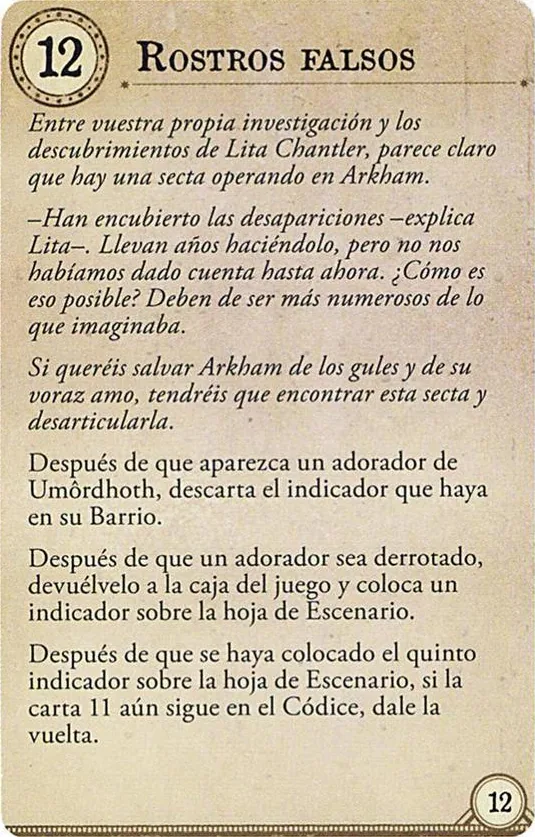 12 ROSTROS FALSOS
Entre vuestra propia investigación y los
descubrimientos de Lita Chantler, parece claro
que hay una secta operando en Arkham.
–Han encubierto las desapariciones –explica
Lita–. Llevan años haciéndolo, pero no nos
habíamos dado cuenta hasta ahora. ¿Cómo es
eso posible? Deben de ser más numerosos de lo
que imaginaba.
Si queréis salvar Arkham de los gules y de su
voraz amo, tendréis que encontrar esta secta y
desarticularla.
Después de que aparezca un adorador de
Umôrdhoth, descarta el indicador que haya
en su Barrio.
Después de que un adorador sea derrotado,
devuélvelo a la caja del juego y coloca un
indicador sobre la hoja de Escenario.
Después de que se haya colocado el quinto
indicador sobre la hoja de Escenario, si la
carta 11 aún sigue en el Códice, dale la
vuelta.
12